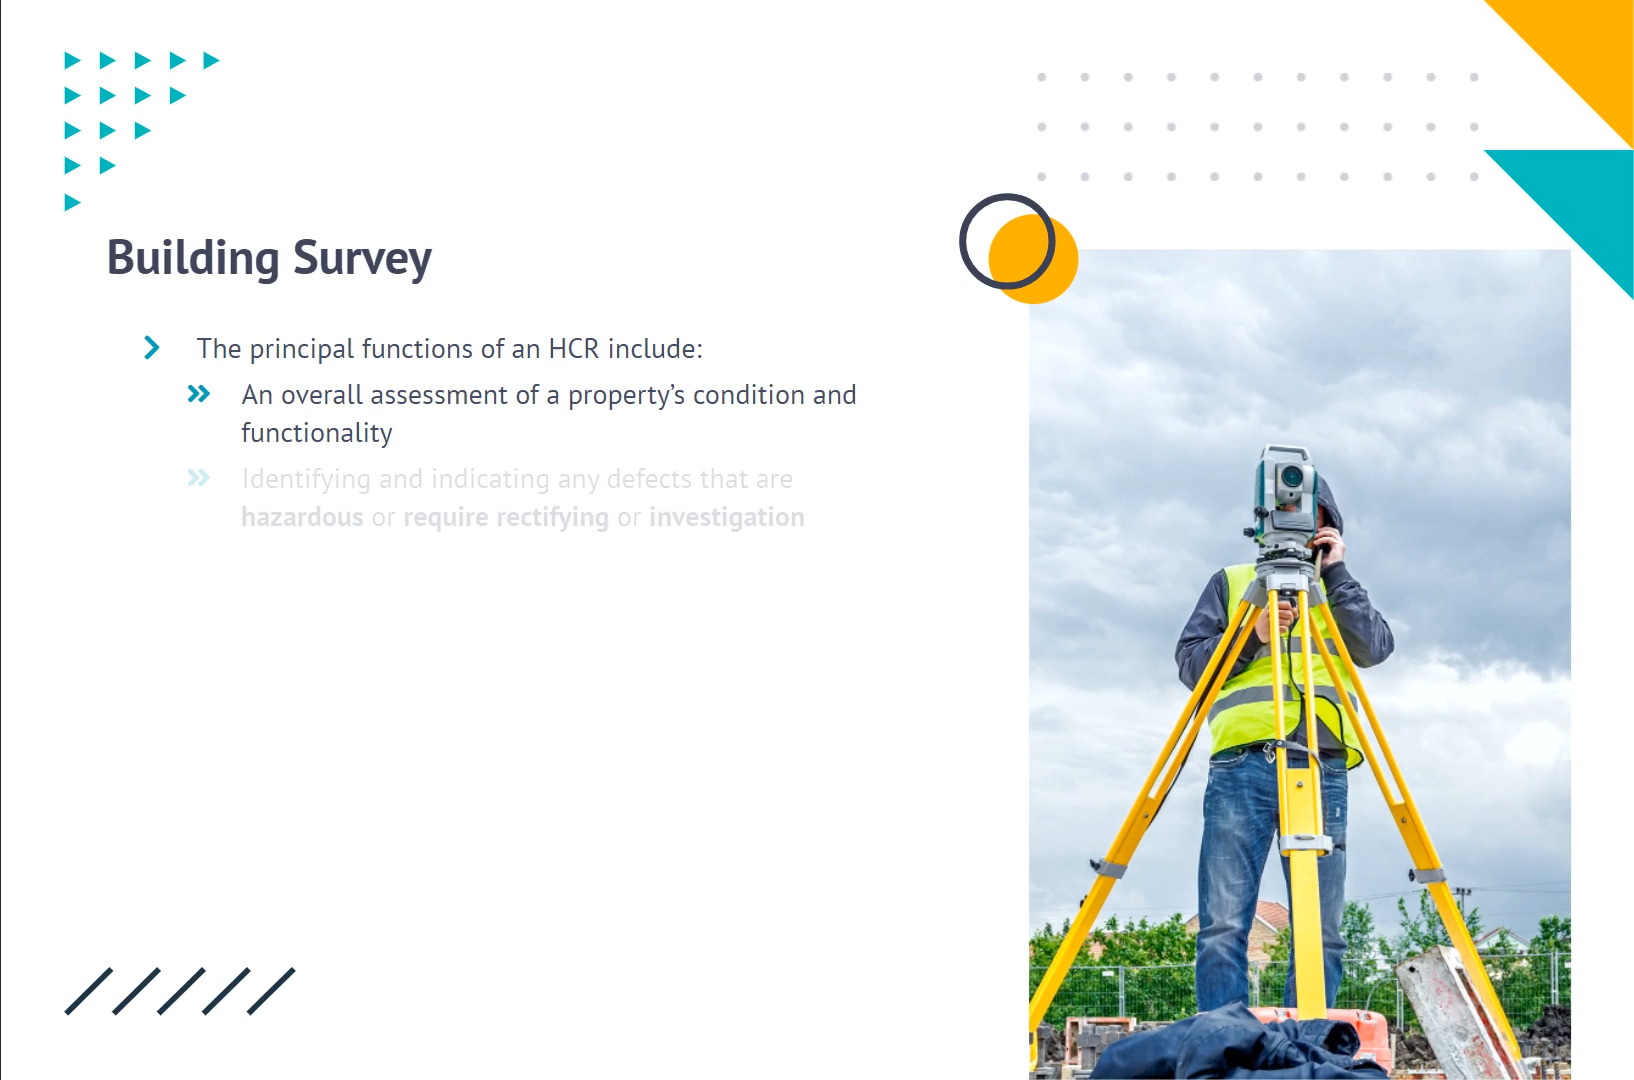 Building Survey
The principal functions of an HCR include:
An overall assessment of a property’s condition and
functionality
Identifying and indicating any defects that are
hazardous or require rectifying or investigation